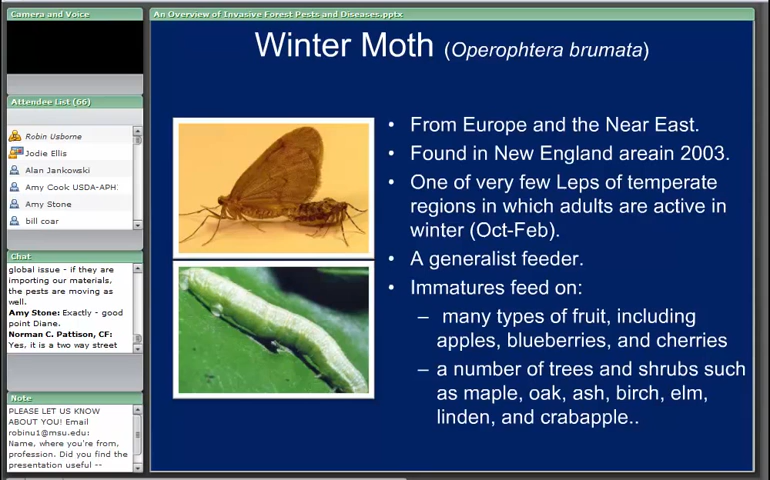 Camera and Voice
An Overview of Invasive Forest Pests and Diseases.pptx
Attendee List (66)
Robin Usborne
Jodie Ellis
Alan Jankowski
Amy Cook USDA-APH
Amy Stone
bill coar
Chat
global issue - if they are
importing our materials,
the pests are moving as
well.
Amy Stone: Exactly - good
point Diane.
Norman C. Pattison, CF:
Yes, it is a two way street
Note
PLEASE LET US KNOW
ABOUT YOU! Email
robinu1@msu.edu:
Name, where you're from,
profession. Did you find the
presentation useful --
Winter Moth (Operophtera brumata)
• From Europe and the Near East.
• Found in New England areain 2003.
• One of very few Leps of temperate
regions in which adults are active in
winter (Oct-Feb).
• A generalist feeder.
• Immatures feed on:
– many types of fruit, including
apples, blueberries, and cherries
– a number of trees and shrubs such
as maple, oak, ash, birch, elm,
linden, and crabapple..